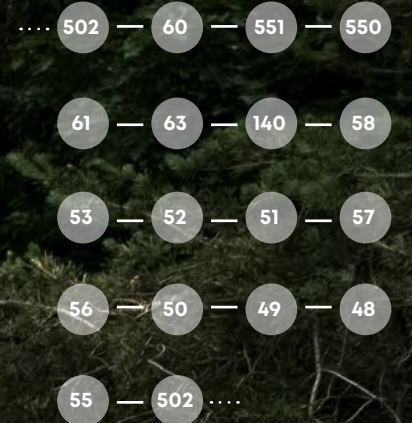 .... 502 — 60 — 551 — 550
61 — 63 — 140 — 58
53 — 52 — 51 — 57
56 — 50 — 49 — 48
55 — 502 ....